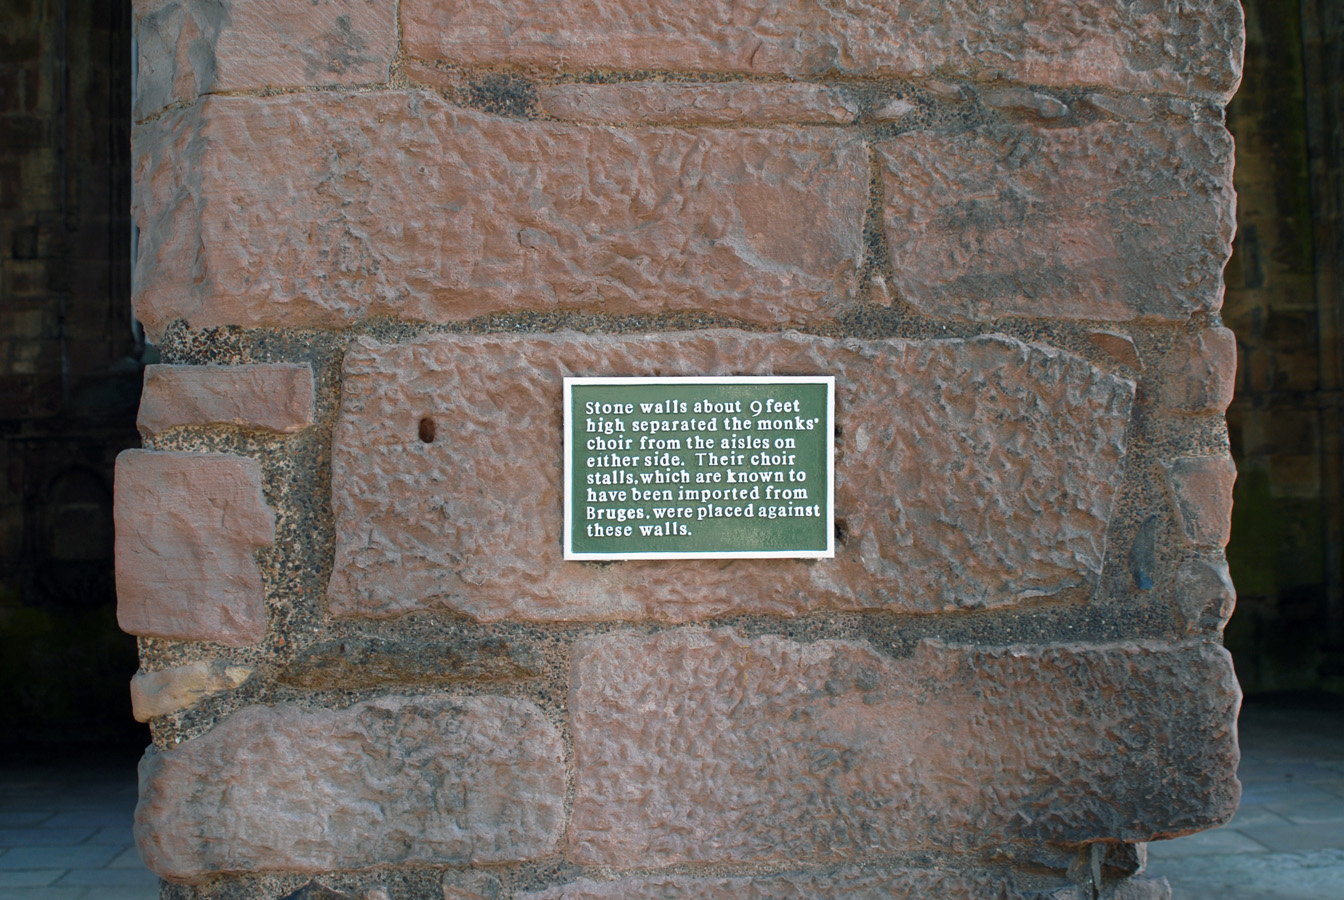 Stone walls about 9 feet
high separated the monks'
choir from the aisles on
either side. Their choir
stalls, which are known to
have been imported from
Bruges, were placed against
these walls.